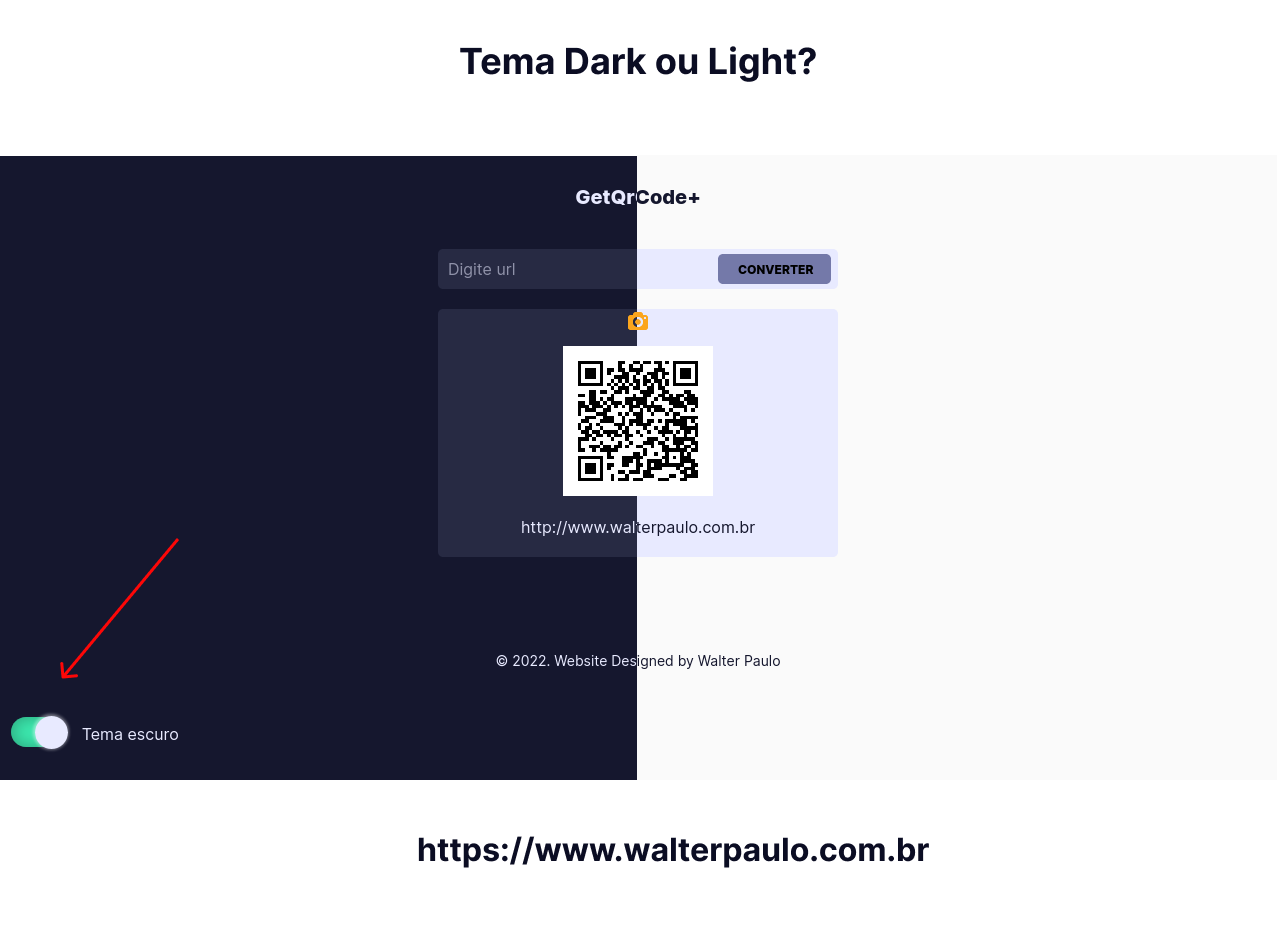 Tema Dark ou Light?
GetQrCode+
Digite url
CONVERTER
http://www.walterpaulo.com.br
© 2022. Website Designed by Walter Paulo
Tema escuro
https://www.walterpaulo.com.br